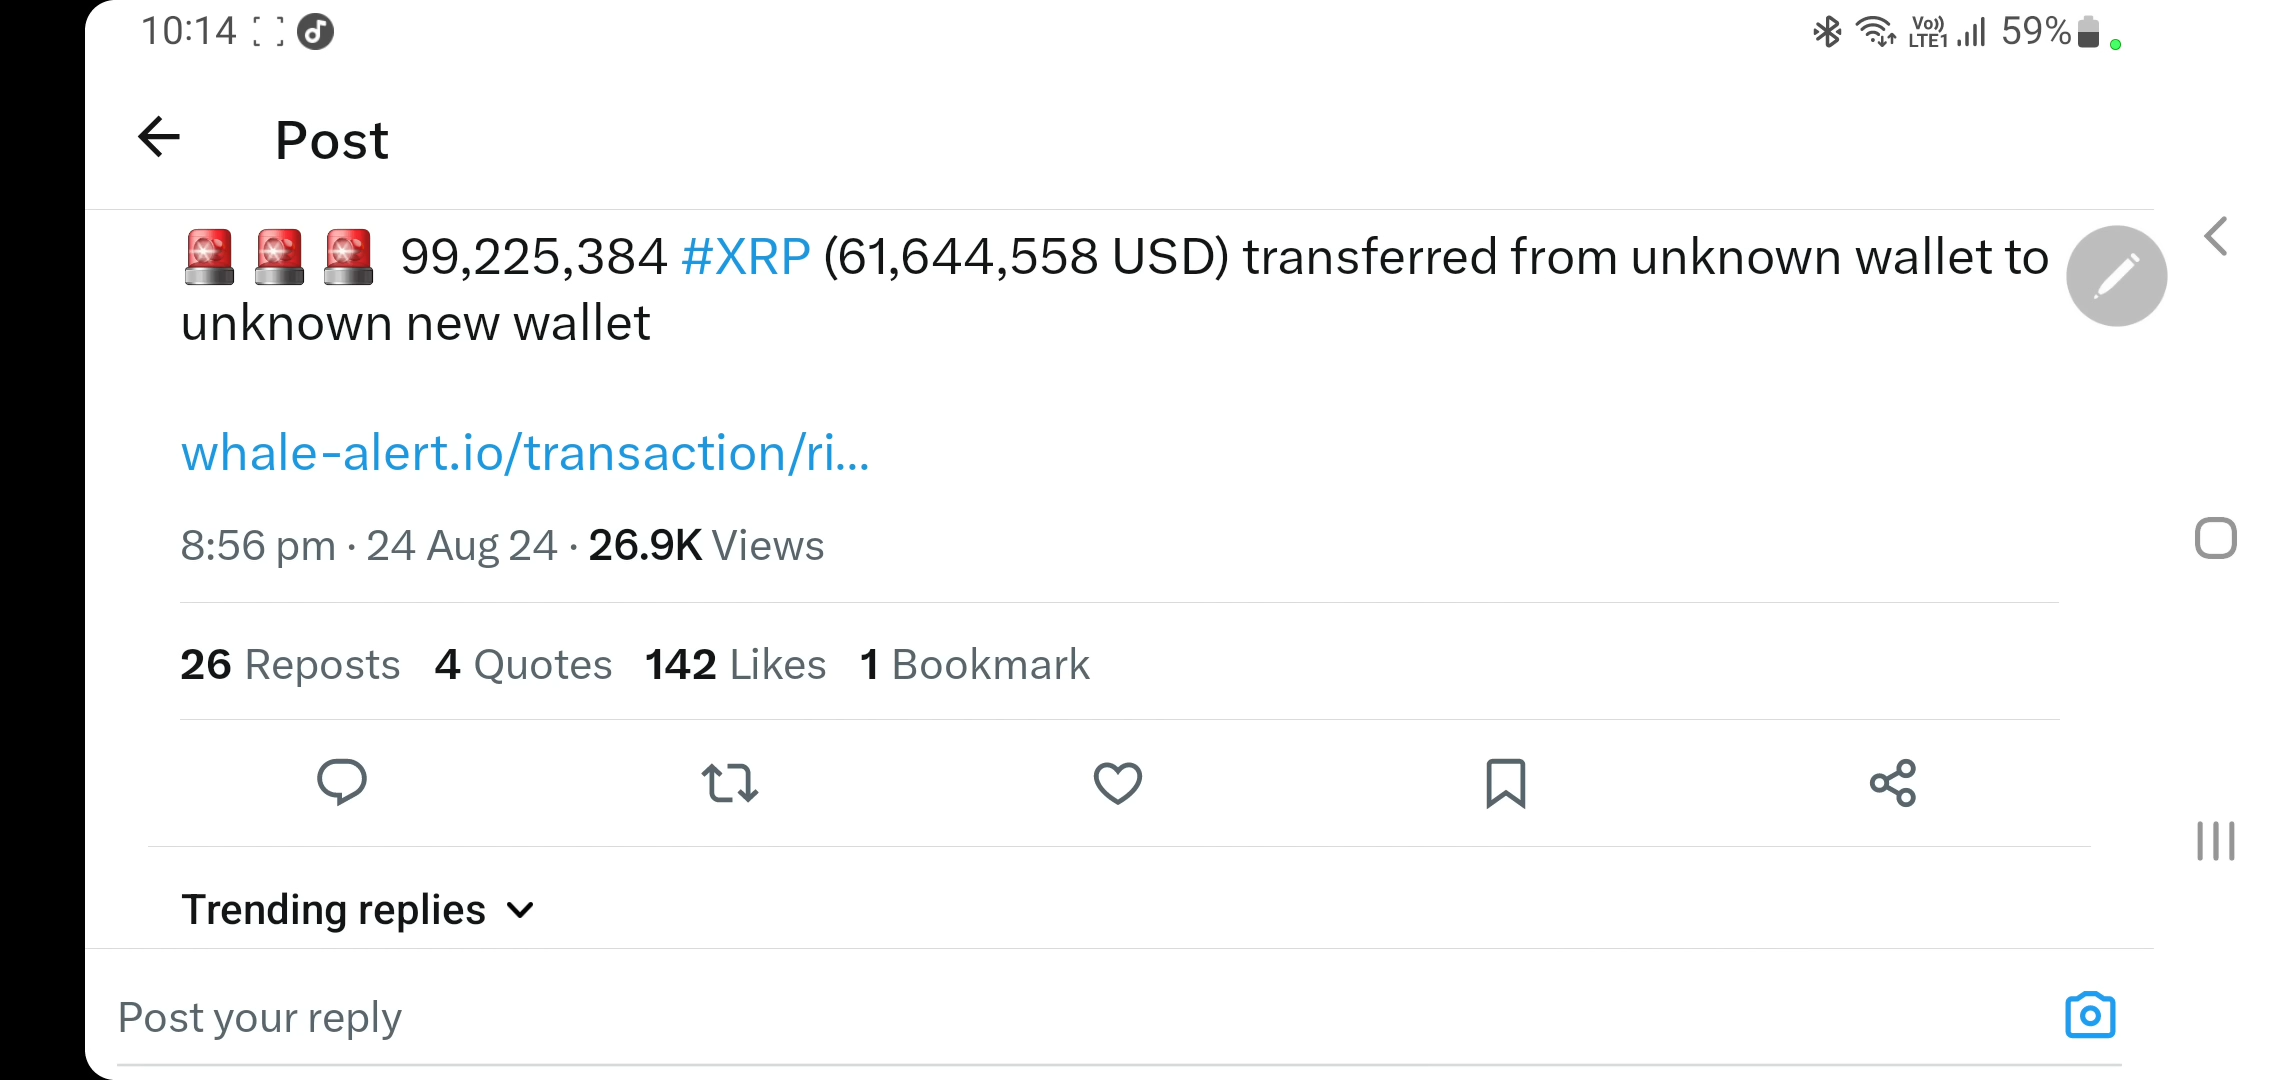 10:14 Vo)) LTE1 59%
Post
🚨 🚨 🚨 99,225,384 #XRP (61,644,558 USD) transferred from unknown wallet to
unknown new wallet
whale-alert.io/transaction/ri...
8:56 pm · 24 Aug 24 · 26.9K Views
26 Reposts 4 Quotes 142 Likes 1 Bookmark
Trending replies
Post your reply